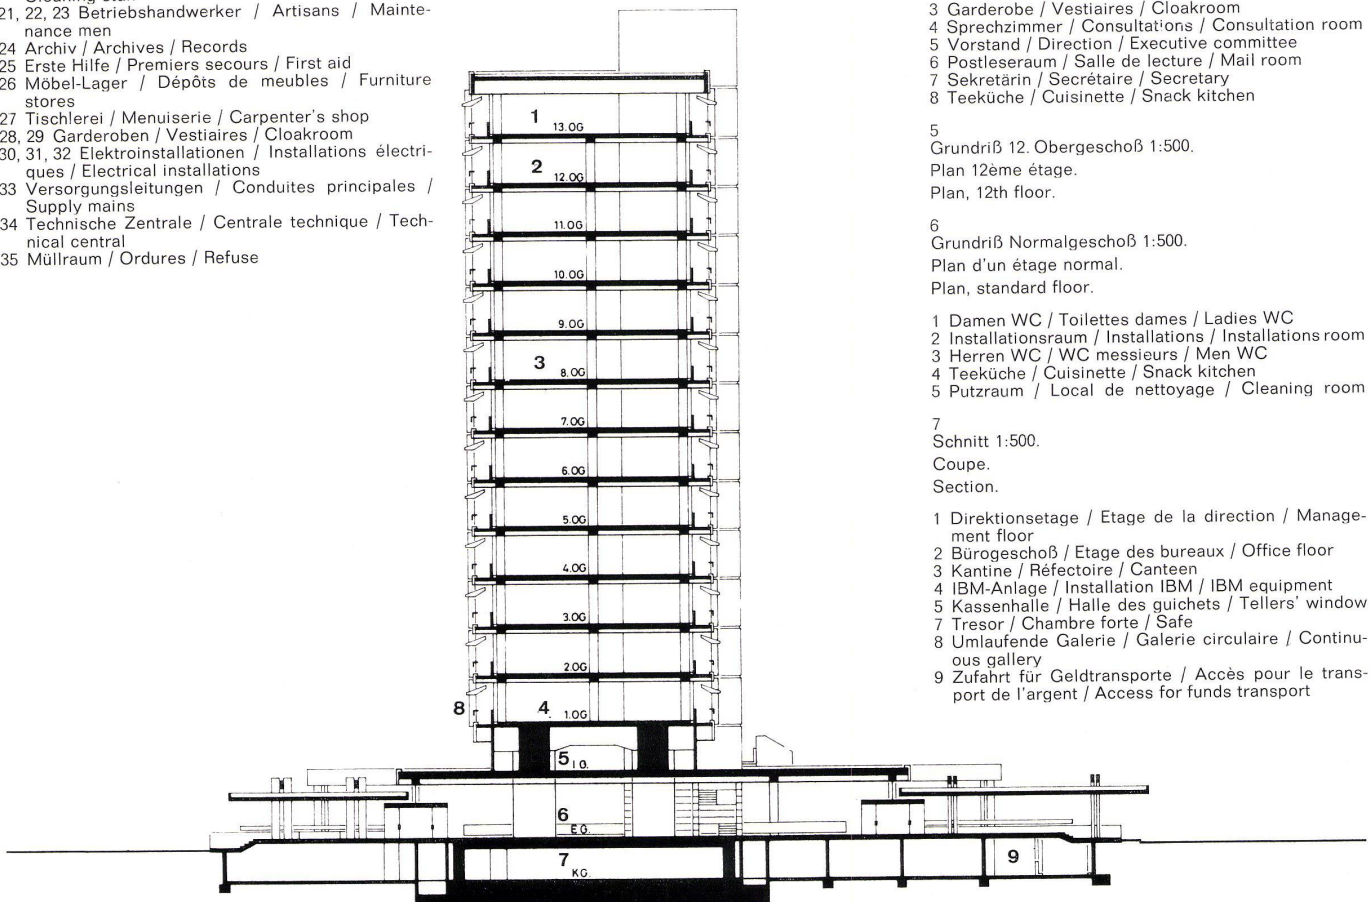 21, 22, 23 Betriebshandwerker / Artisans / Mainte-
nance men
24 Archiv / Archives / Records
25 Erste Hilfe / Premiers secours / First aid
26 Möbel-Lager / Dépôts de meubles / Furniture
stores
27 Tischlerei / Menuiserie / Carpenter's shop
28, 29 Garderoben / Vestiaires / Cloakroom
30, 31, 32 Elektroinstallationen / Installations électri-
ques / Electrical installations
33 Versorgungsleitungen / Conduites principales /
Supply mains
34 Technische Zentrale / Centrale technique / Tech-
nical central
35 Müllraum / Ordures / Refuse
1
13.OG
2
12.OG
11.OG
10.OG
9.OG
3
8.OG
7.OG
6.OG
5.OG
4.OG
3.OG
2.OG
8 4 1.OG
5 I O.
6
E G.
7
KG.
9
3 Garderobe / Vestiaires / Cloakroom
4 Sprechzimmer / Consultations / Consultation room
5 Vorstand / Direction / Executive committee
6 Postleseraum / Salle de lecture / Mail room
7 Sekretärin / Secrétaire / Secretary
8 Teeküche / Cuisinette / Snack kitchen
5
Grundriß 12. Obergeschoß 1:500.
Plan 12ème étage.
Plan, 12th floor.
6
Grundriß Normalgeschoß 1:500.
Plan d'un étage normal.
Plan, standard floor.
1 Damen WC / Toilettes dames / Ladies WC
2 Installationsraum / Installations / Installations room
3 Herren WC / WC messieurs / Men WC
4 Teeküche / Cuisinette / Snack kitchen
5 Putzraum / Local de nettoyage / Cleaning room
7
Schnitt 1:500.
Coupe.
Section.
1 Direktionsetage / Etage de la direction / Manage-
ment floor
2 Bürogeschoß / Etage des bureaux / Office floor
3 Kantine / Réfectoire / Canteen
4 IBM-Anlage / Installation IBM / IBM equipment
5 Kassenhalle / Halle des guichets / Tellers' window
7 Tresor / Chambre forte / Safe
8 Umlaufende Galerie / Galerie circulaire / Continu-
ous gallery
9 Zufahrt für Geldtransporte / Accès pour le trans-
port de l'argent / Access for funds transport